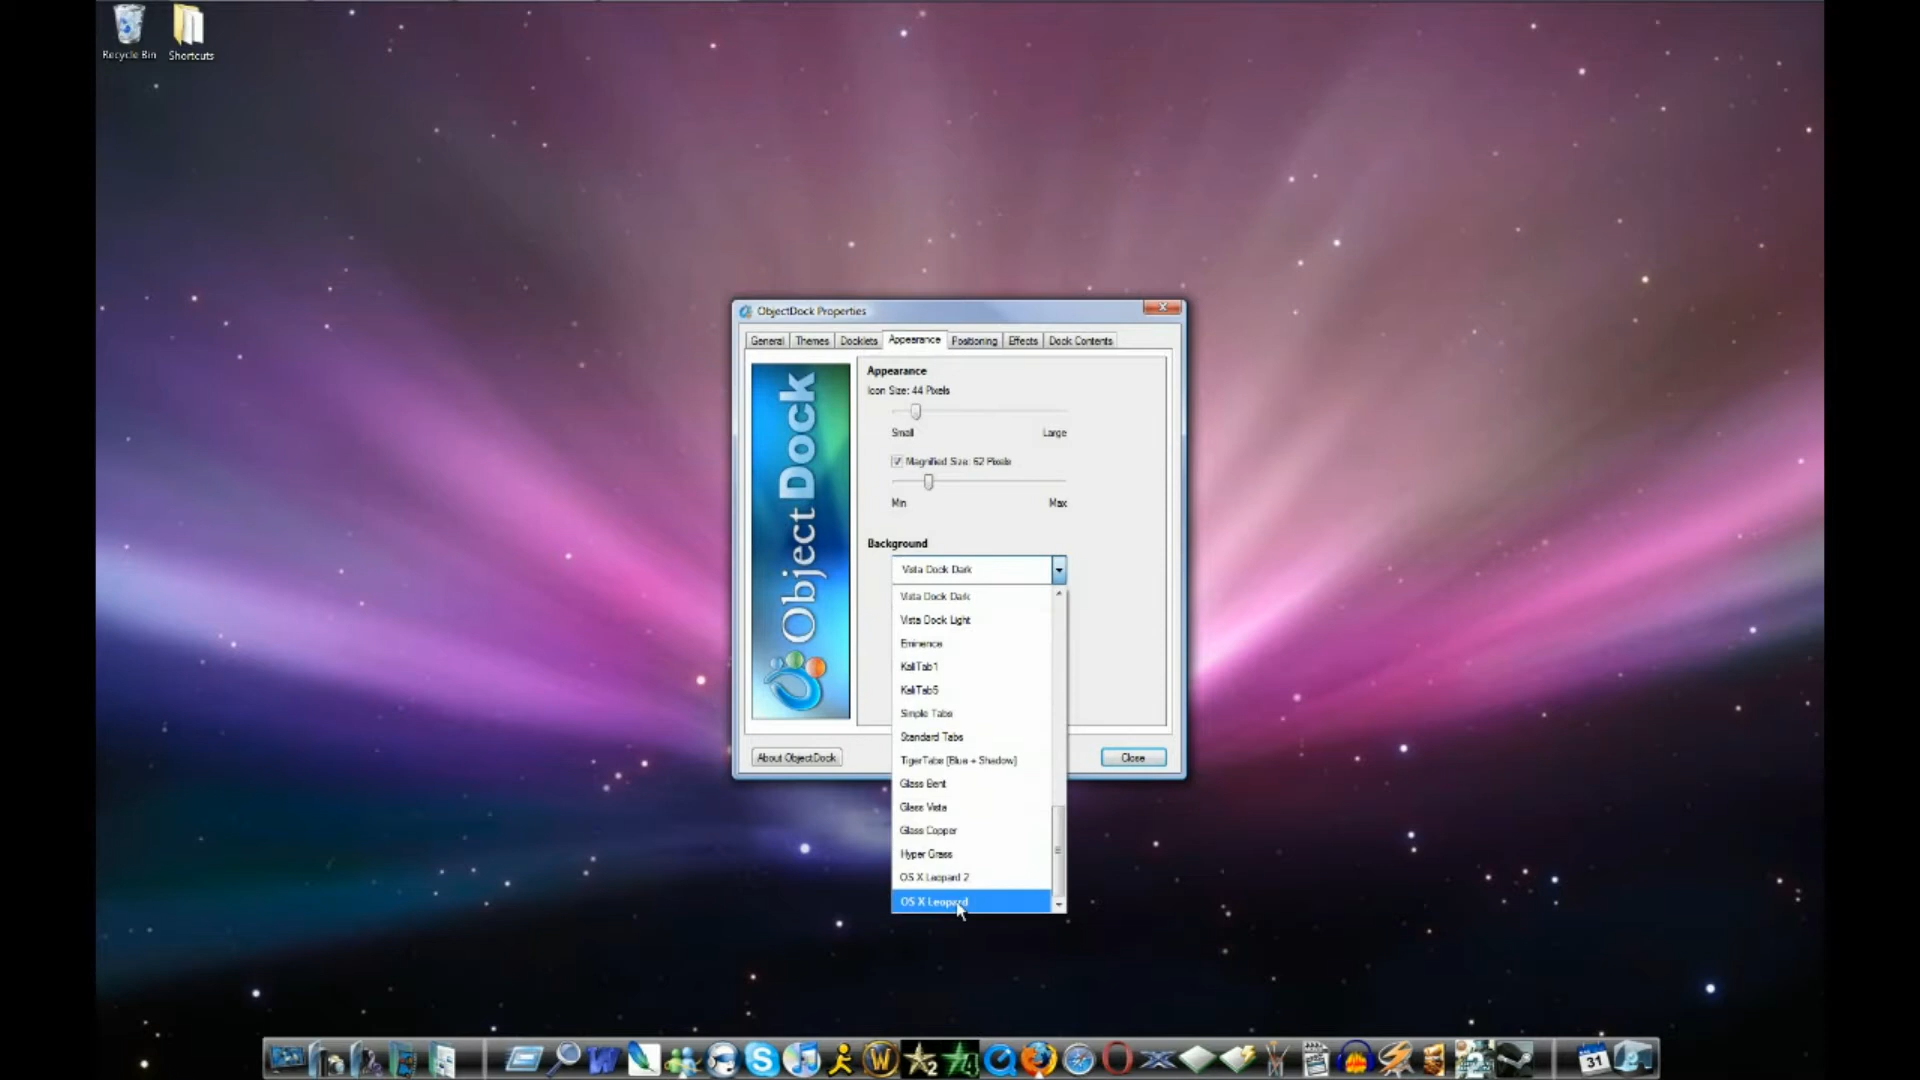 Recycle Bin
Shortcuts
ObjectDock Properties
General
Themes
Docklets
Appearance
Positioning
Effects
Dock Contents
ObjectDock
Appearance
Icon Size: 44 Pixels
Small
Large
Magnified Size: 62 Pixels
Min
Max
Background
Vista Dock Dark
Vista Dock Dark
Vista Dock Light
Eminence
KaliTab1
KaliTab5
Simple Tabs
Standard Tabs
TigerTabs [Blue + Shadow]
Glass Bent
Glass Vista
Glass Copper
Hyper Grass
OS X Leopard 2
OS X Leopard
About ObjectDock
Close
31